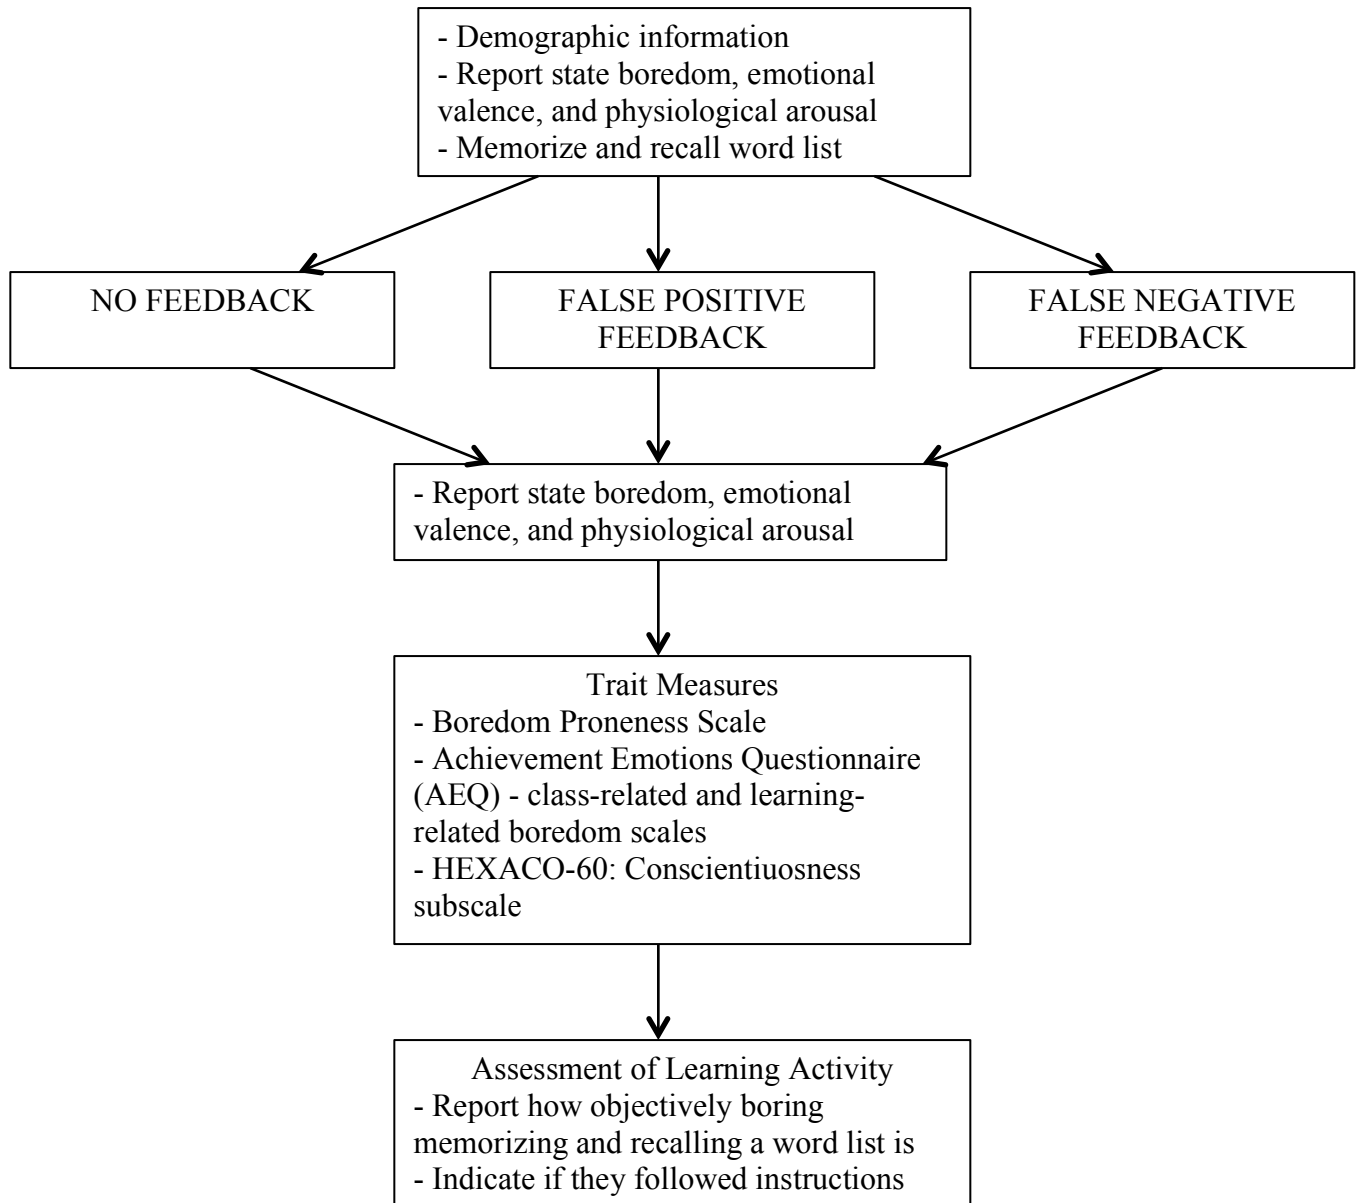 - Demographic information
- Report state boredom, emotional
valence, and physiological arousal
- Memorize and recall word list
NO FEEDBACK
FALSE POSITIVE
FEEDBACK
FALSE NEGATIVE
FEEDBACK
- Report state boredom, emotional
valence, and physiological arousal
Trait Measures
- Boredom Proneness Scale
- Achievement Emotions Questionnaire
(AEQ) - class-related and learning-
related boredom scales
- HEXACO-60: Conscientiuosness
subscale
Assessment of Learning Activity
- Report how objectively boring
memorizing and recalling a word list is
- Indicate if they followed instructions